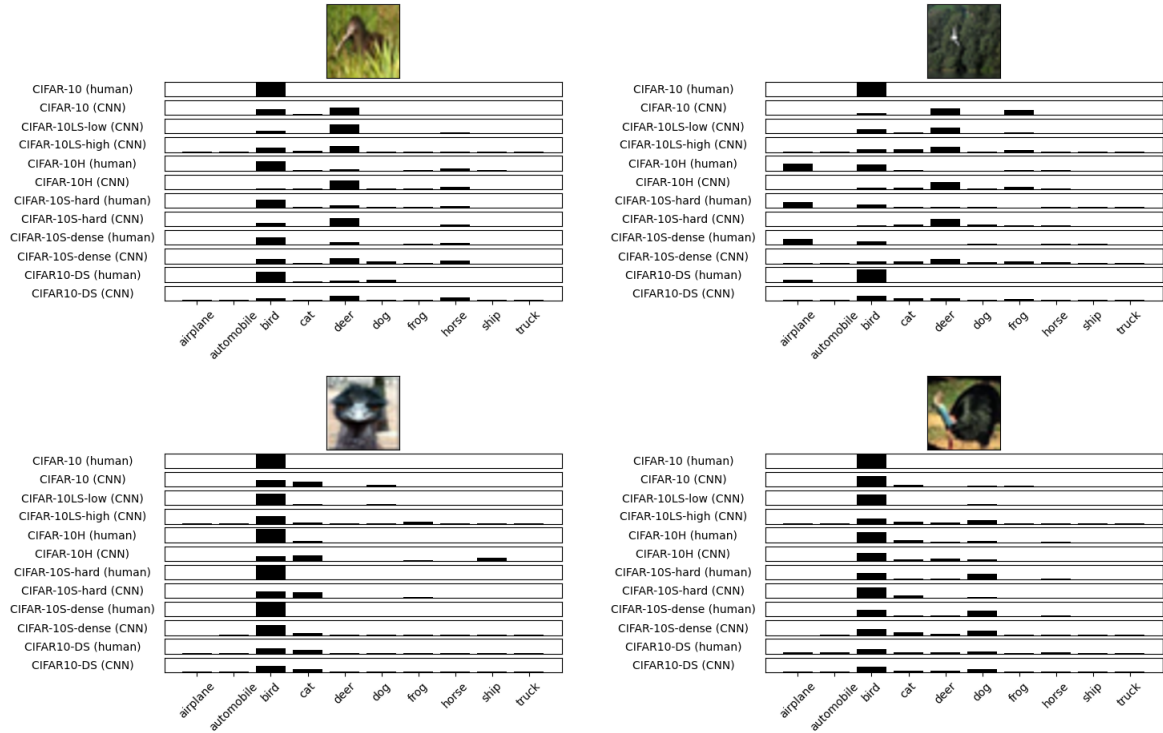 CIFAR-10 (human)
CIFAR-10 (CNN)
CIFAR-10LS-low (CNN)
CIFAR-10LS-high (CNN)
CIFAR-10H (human)
CIFAR-10H (CNN)
CIFAR-10S-hard (human)
CIFAR-10S-hard (CNN)
CIFAR-10S-dense (human)
CIFAR-10S-dense (CNN)
CIFAR10-DS (human)
CIFAR10-DS (CNN)
airplane
automobile
bird
cat
deer
dog
frog
horse
ship
truck
CIFAR-10 (human)
CIFAR-10 (CNN)
CIFAR-10LS-low (CNN)
CIFAR-10LS-high (CNN)
CIFAR-10H (human)
CIFAR-10H (CNN)
CIFAR-10S-hard (human)
CIFAR-10S-hard (CNN)
CIFAR-10S-dense (human)
CIFAR-10S-dense (CNN)
CIFAR10-DS (human)
CIFAR10-DS (CNN)
airplane
automobile
bird
cat
deer
dog
frog
horse
ship
truck
CIFAR-10 (human)
CIFAR-10 (CNN)
CIFAR-10LS-low (CNN)
CIFAR-10LS-high (CNN)
CIFAR-10H (human)
CIFAR-10H (CNN)
CIFAR-10S-hard (human)
CIFAR-10S-hard (CNN)
CIFAR-10S-dense (human)
CIFAR-10S-dense (CNN)
CIFAR10-DS (human)
CIFAR10-DS (CNN)
airplane
automobile
bird
cat
deer
dog
frog
horse
ship
truck
CIFAR-10 (human)
CIFAR-10 (CNN)
CIFAR-10LS-low (CNN)
CIFAR-10LS-high (CNN)
CIFAR-10H (human)
CIFAR-10H (CNN)
CIFAR-10S-hard (human)
CIFAR-10S-hard (CNN)
CIFAR-10S-dense (human)
CIFAR-10S-dense (CNN)
CIFAR10-DS (human)
CIFAR10-DS (CNN)
airplane
automobile
bird
cat
deer
dog
frog
horse
ship
truck